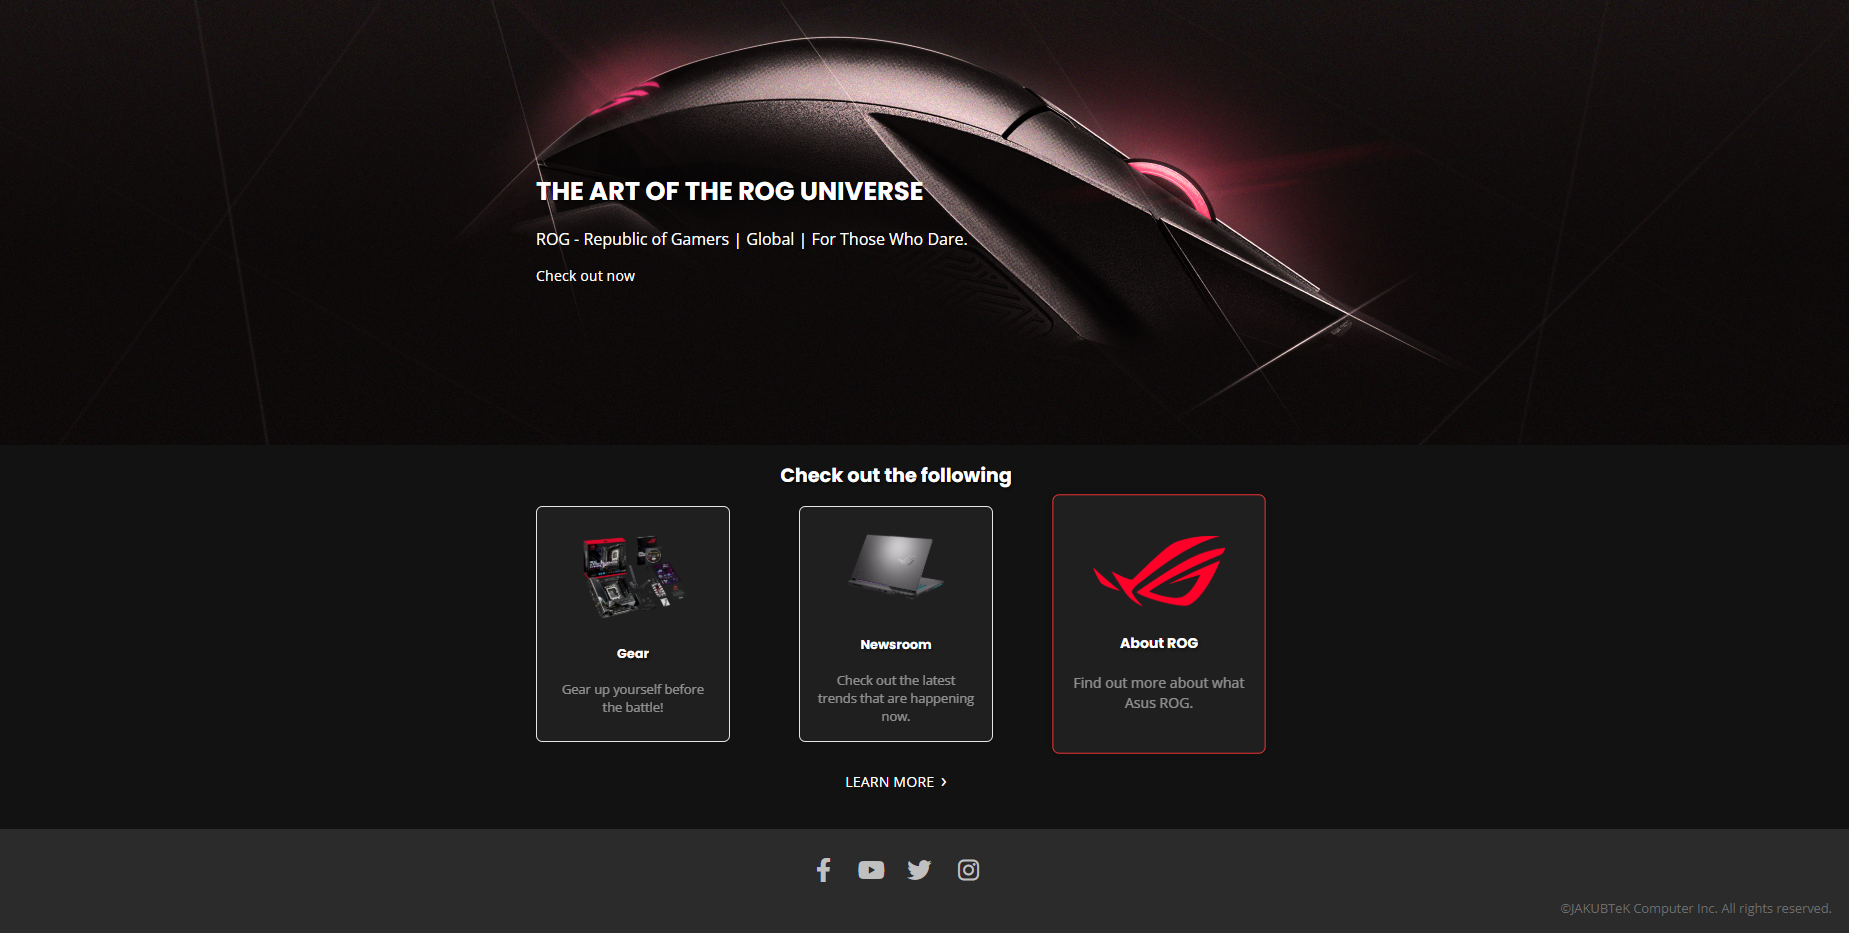 THE ART OF THE ROG UNIVERSE
ROG - Republic of Gamers | Global | For Those Who Dare.
Check out now
Check out the following
Gear
Gear up yourself before
the battle!
Newsroom
Check out the latest
trends that are happening
now.
About ROG
Find out more about what
Asus ROG.
LEARN MORE ›
©JAKUBTeK Computer Inc. All rights reserved.